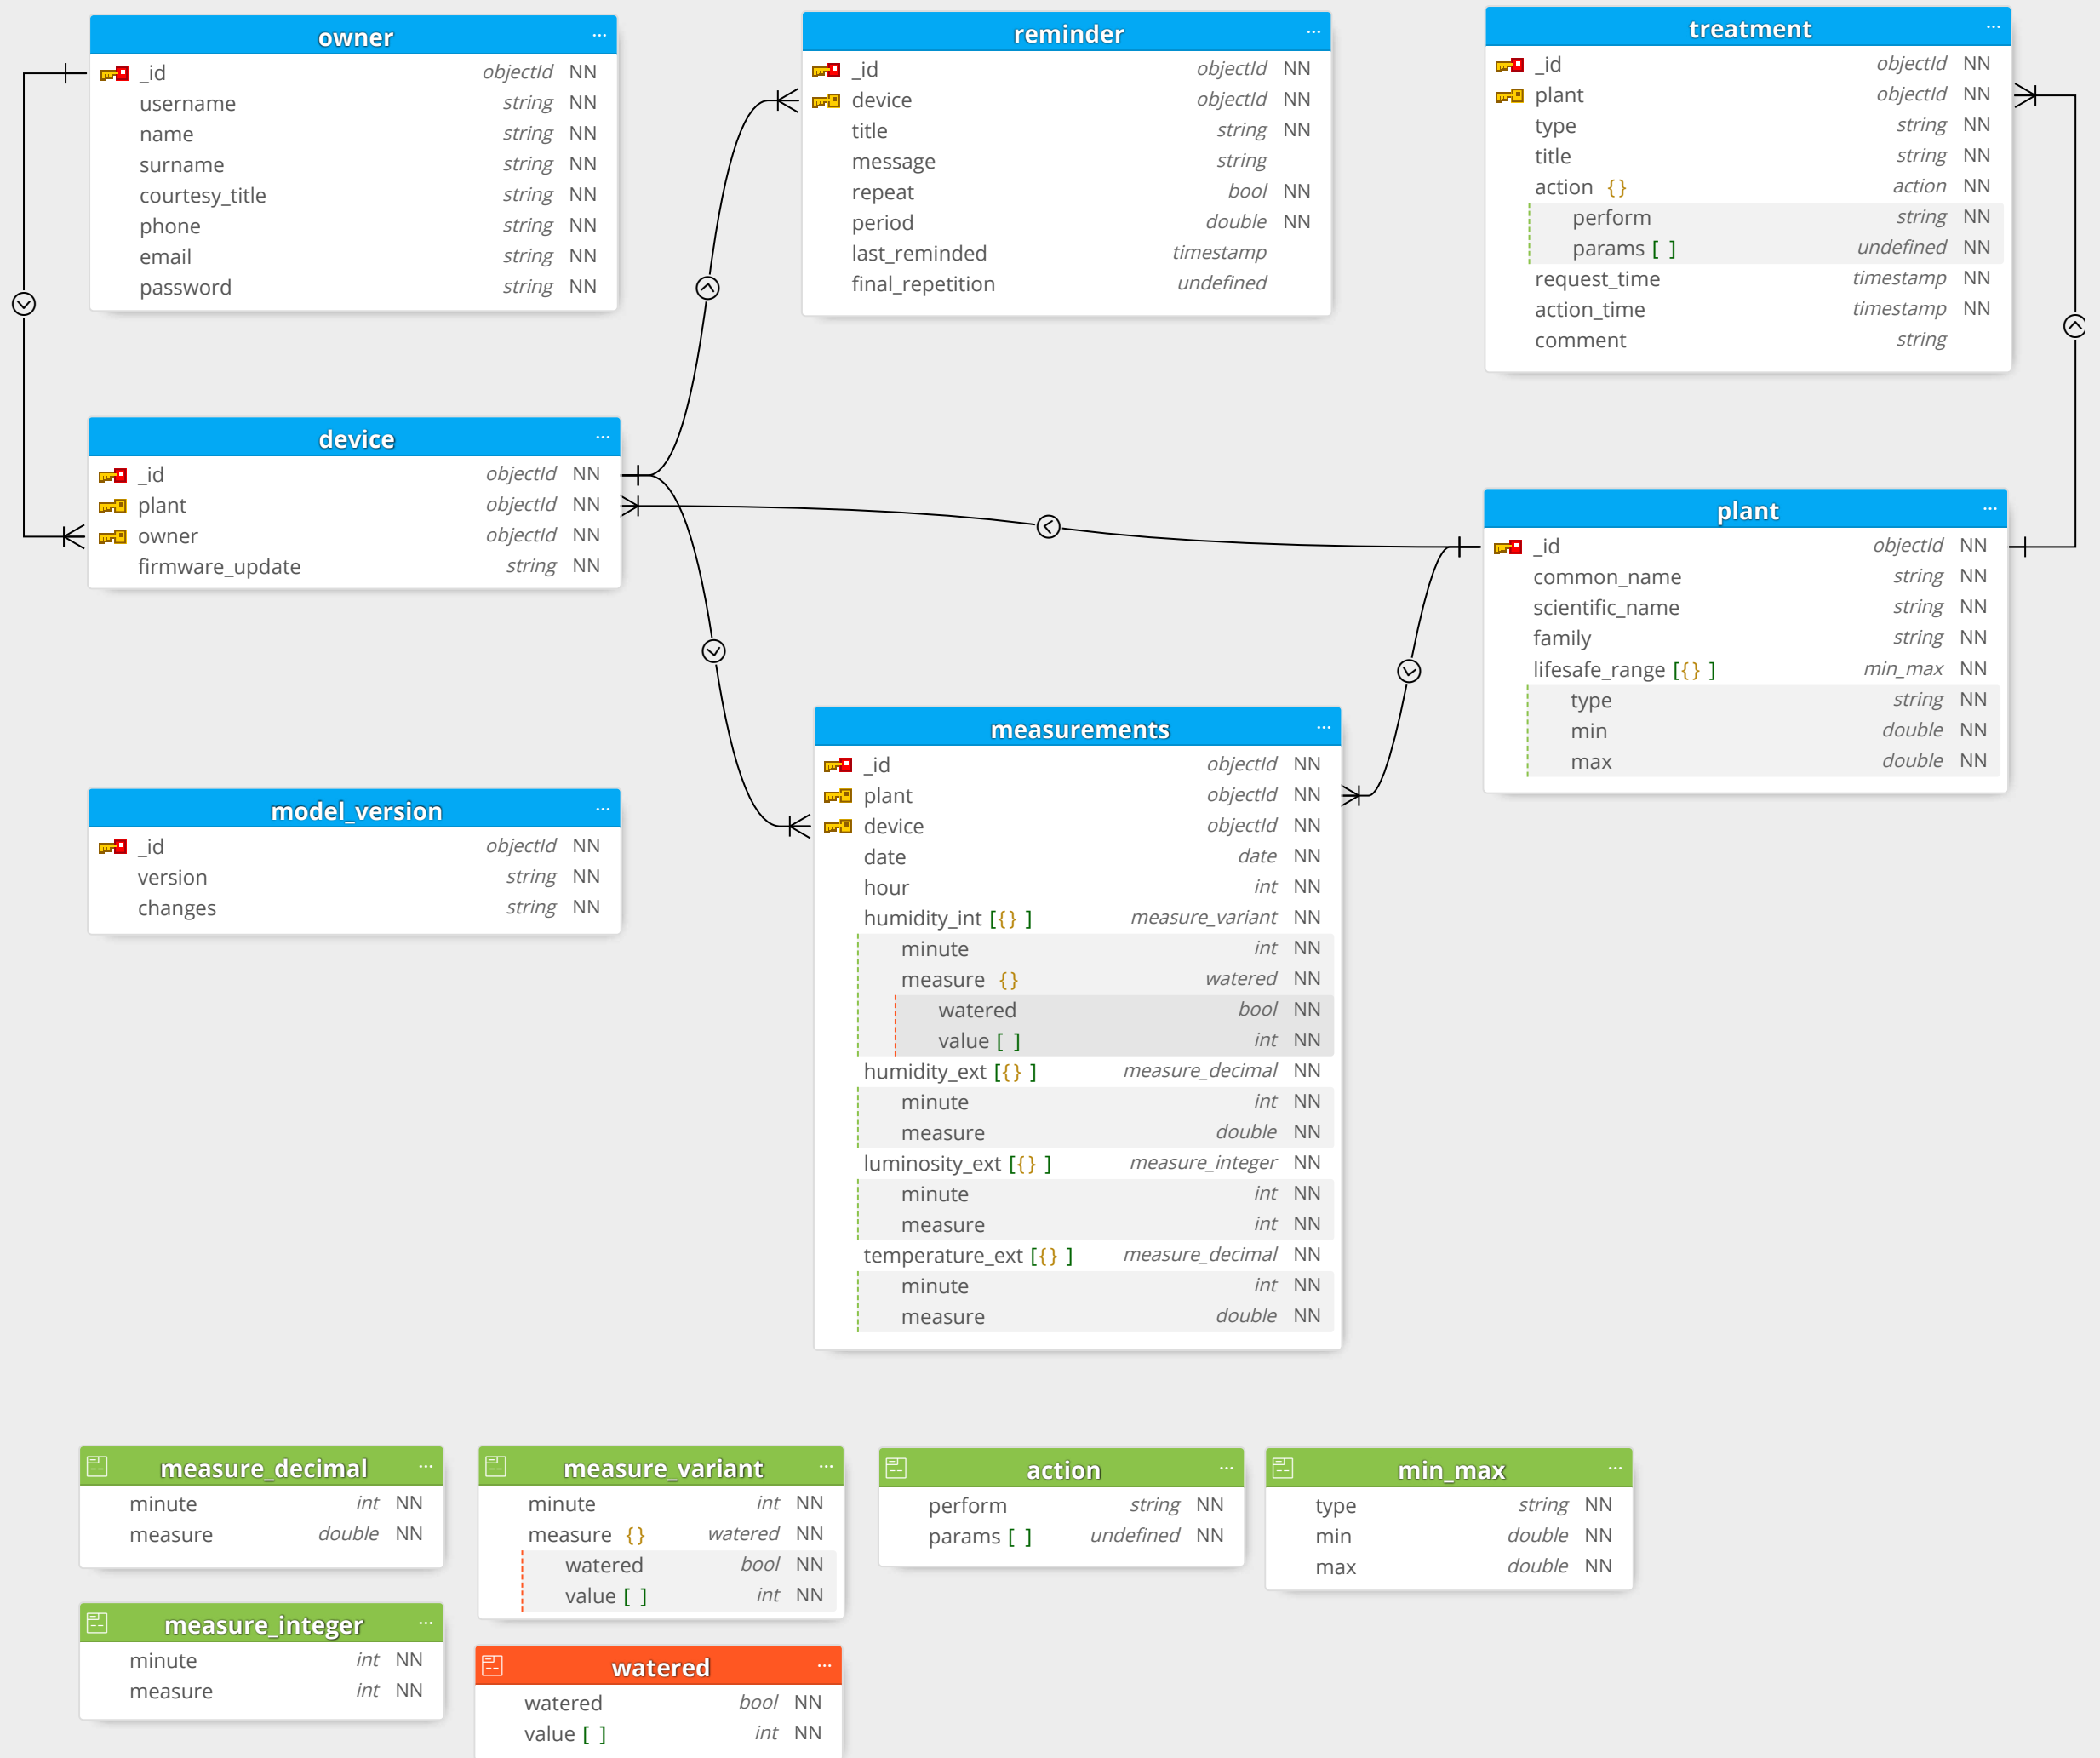 owner ...
_id objectId NN
username string NN
name string NN
surname string NN
courtesy_title string NN
phone string NN
email string NN
password string NN
reminder ...
_id objectId NN
device objectId NN
title string NN
message string
repeat bool NN
period double NN
last_reminded timestamp
final_repetition undefined
treatment ...
_id objectId NN
plant objectId NN
type string NN
title string NN
action {} action NN
perform string NN
params [ ] undefined NN
request_time timestamp NN
action_time timestamp NN
comment string
device ...
_id objectId NN
plant objectId NN
owner objectId NN
firmware_update string NN
plant ...
_id objectId NN
common_name string NN
scientific_name string NN
family string NN
lifesafe_range [{} ] min_max NN
type string NN
min double NN
max double NN
model_version ...
_id objectId NN
version string NN
changes string NN
measurements ...
_id objectId NN
plant objectId NN
device objectId NN
date date NN
hour int NN
humidity_int [{} ] measure_variant NN
minute int NN
measure {} watered NN
watered bool NN
value [ ] int NN
humidity_ext [{} ] measure_decimal NN
minute int NN
measure double NN
luminosity_ext [{} ] measure_integer NN
minute int NN
measure int NN
temperature_ext [{} ] measure_decimal NN
minute int NN
measure double NN
measure_decimal ...
minute int NN
measure double NN
measure_variant ...
minute int NN
measure {} watered NN
watered bool NN
value [ ] int NN
action ...
perform string NN
params [ ] undefined NN
min_max ...
type string NN
min double NN
max double NN
measure_integer ...
minute int NN
measure int NN
watered ...
watered bool NN
value [ ] int NN